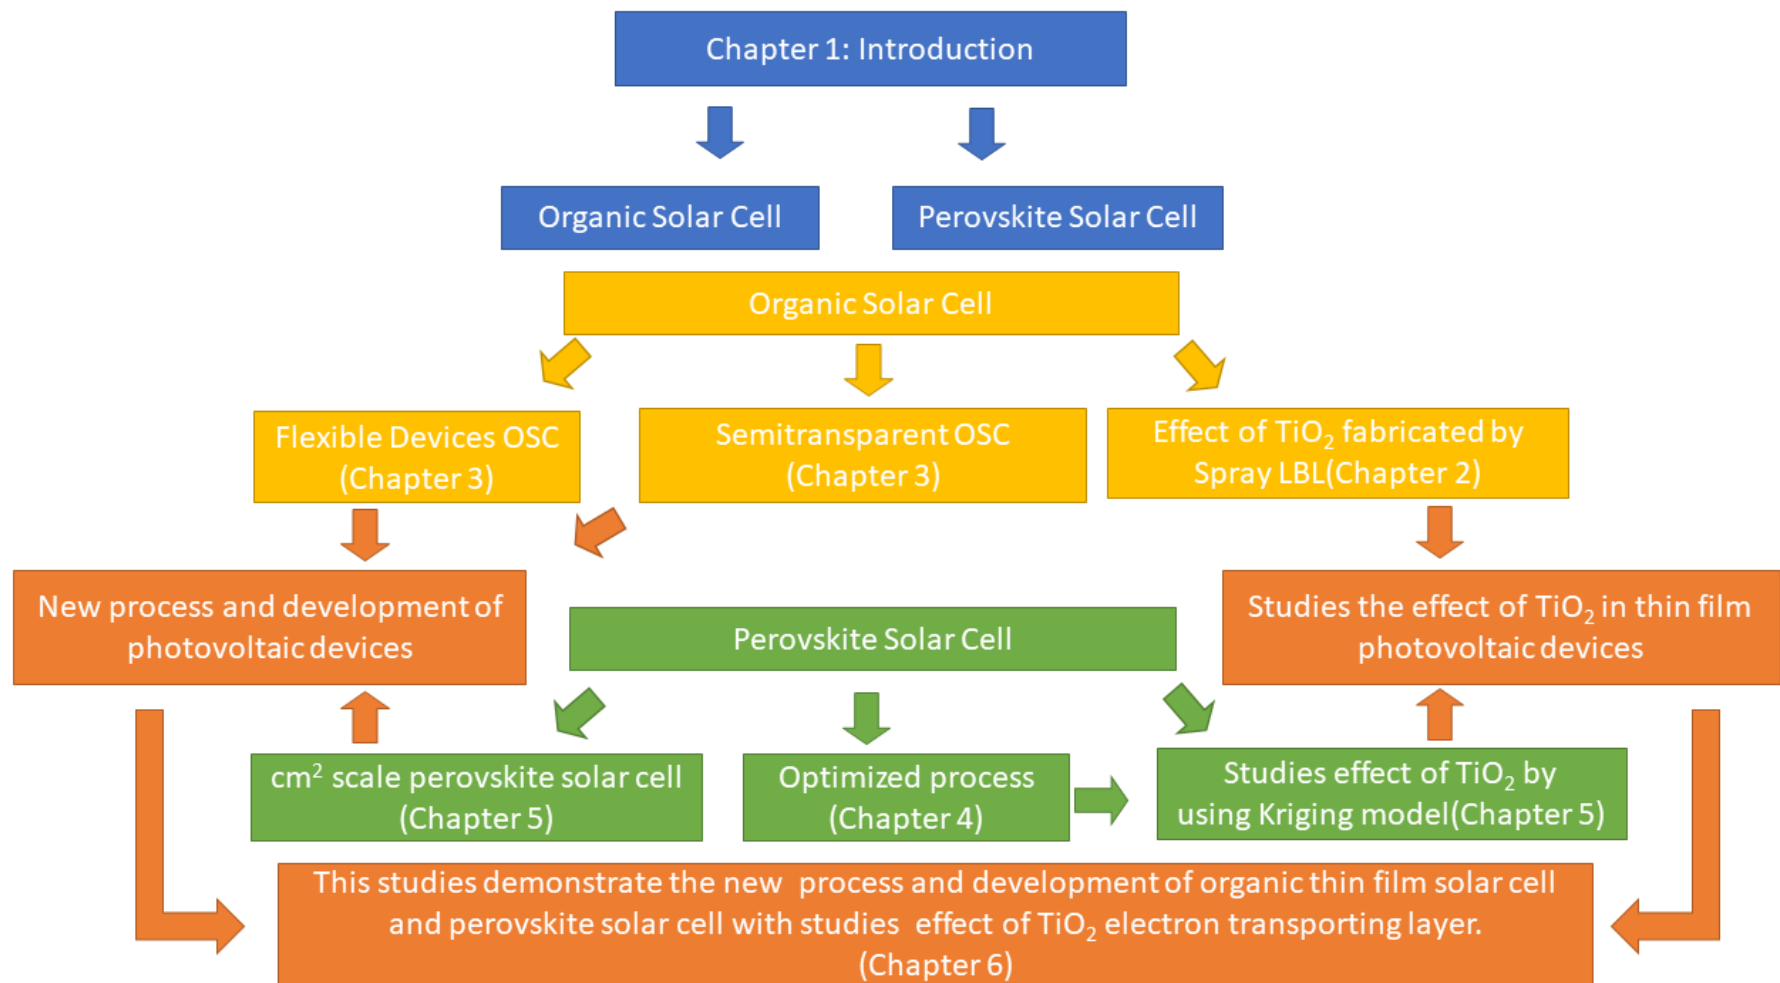 Chapter 1: Introduction
Organic Solar Cell
Perovskite Solar Cell
Organic Solar Cell
Flexible Devices OSC
(Chapter 3)
Semitransparent OSC
(Chapter 3)
Effect of TiO₂ fabricated by
Spray LBL(Chapter 2)
New process and development of
photovoltaic devices
Perovskite Solar Cell
Studies the effect of TiO₂ in thin film
photovoltaic devices
cm² scale perovskite solar cell
(Chapter 5)
Optimized process
(Chapter 4)
Studies effect of TiO₂ by
using Kriging model(Chapter 5)
This studies demonstrate the new process and development of organic thin film solar cell
and perovskite solar cell with studies effect of TiO₂ electron transporting layer.
(Chapter 6)